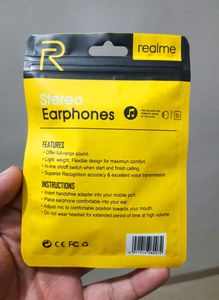 R
realme
Stereo
Earphones
FEATURES
• Offer full-range sound.
• Light weight, Flexible design for maximum comfort.
• In-line on/off switch when start and finish calling.
• Superior Recognition accuracy & excellent voice transmission.
INSTRUCTIONS
• Insert handsfree adapter into your mobile port.
• Place earphone comfortable into your ear.
• Adjust mic to comfortable position towards your mouth.
• Do not wear headset for extended period of time at high volume
CE FC